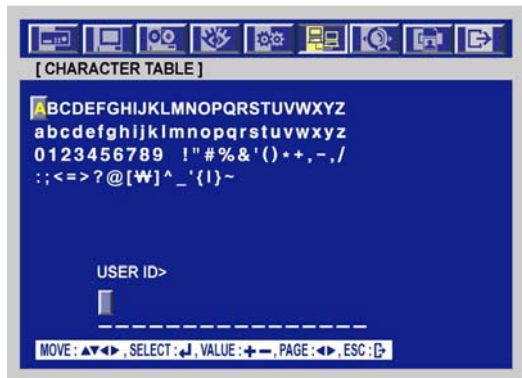 [ CHARACTER TABLE ]
ABCDEFGHIJKLMNOPQRSTUVWXYZ
abcdefghijklmnopqrstuvwxyz
0123456789 !"#%&'()*+,-,/
:;<=>?@[₩]^_'{|}~
USER ID>
MOVE : ▲▼◄► , SELECT : ↲ , VALUE : + − , PAGE : ◄► , ESC :